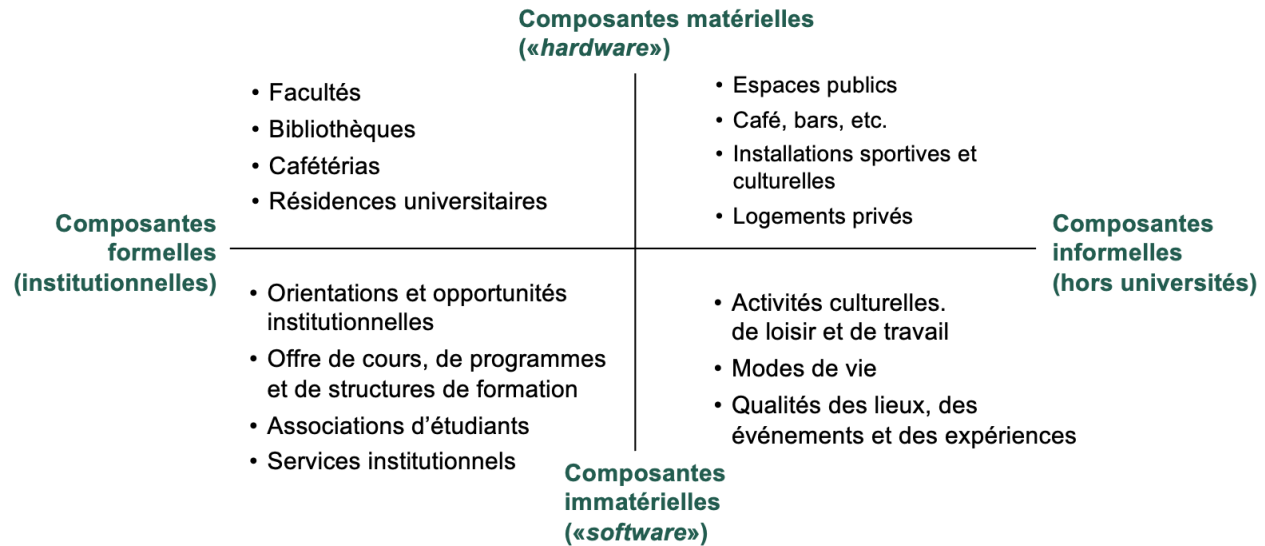 Composantes matérielles
(«hardware»)
• Facultés
• Bibliothèques
• Cafétérias
• Résidences universitaires
• Espaces publics
• Café, bars, etc.
• Installations sportives et
culturelles
• Logements privés
Composantes
formelles
(institutionnelles)
Composantes
informelles
(hors universités)
• Orientations et opportunités
institutionnelles
• Offre de cours, de programmes
et de structures de formation
• Associations d’étudiants
• Services institutionnels
• Activités culturelles.
de loisir et de travail
• Modes de vie
• Qualités des lieux, des
événements et des expériences
Composantes
immatérielles
(«software»)